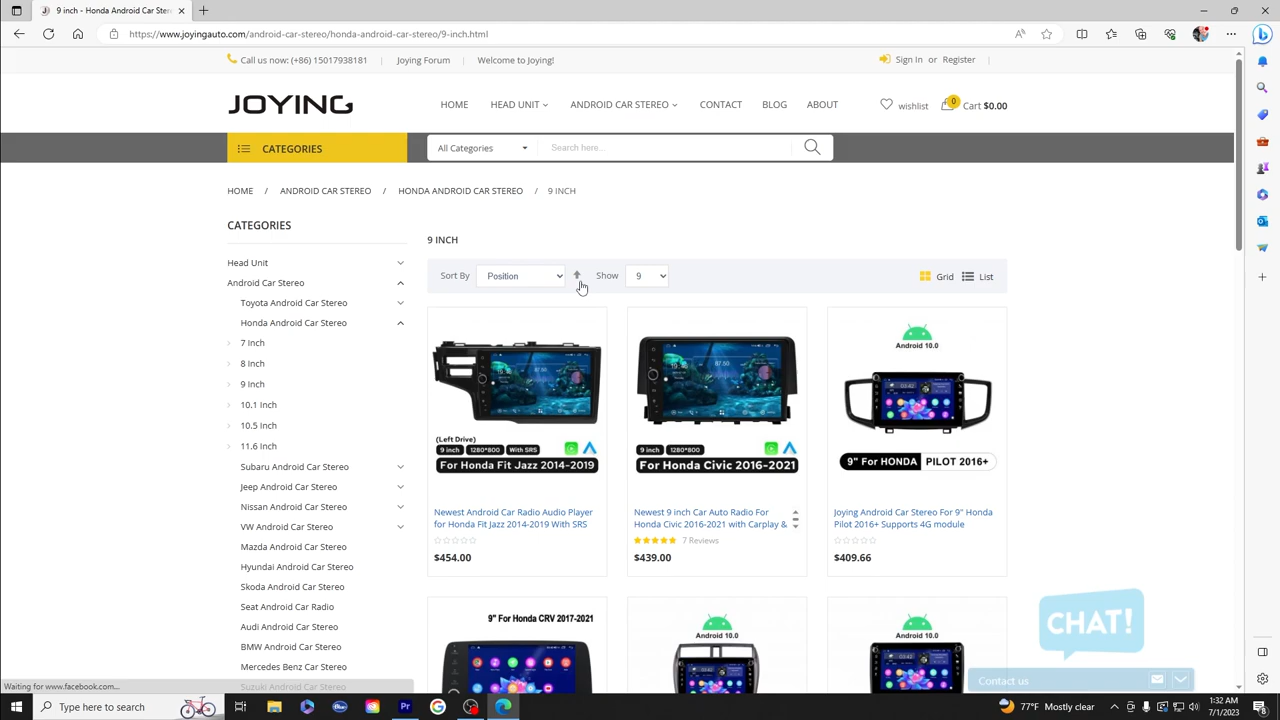 9 inch - Honda Android Car Ster
https://www.joyingauto.com/android-car-stereo/honda-android-car-stereo/9-inch.html
Call us now: (+86) 15017938181 | Joying Forum | Welcome to Joying!
Sign In or Register |
JOYING
HOME HEAD UNIT ANDROID CAR STEREO CONTACT BLOG ABOUT
wishlist 0 Cart $0.00
CATEGORIES
All Categories Search here...
HOME / ANDROID CAR STEREO / HONDA ANDROID CAR STEREO / 9 INCH
CATEGORIES
Head Unit
Android Car Stereo
Toyota Android Car Stereo
Honda Android Car Stereo
7 Inch
8 Inch
9 Inch
10.1 Inch
10.5 Inch
11.6 Inch
Subaru Android Car Stereo
Jeep Android Car Stereo
Nissan Android Car Stereo
VW Android Car Stereo
Mazda Android Car Stereo
Hyundai Android Car Stereo
Skoda Android Car Stereo
Seat Android Car Radio
Audi Android Car Stereo
BMW Android Car Stereo
Mercedes Benz Car Stereo
Suzuki Android Car Stereo
9 INCH
Sort By Position Show 9 Grid List
(Left Drive)
9 inch 1280*800 With SRS
For Honda Fit Jazz 2014-2019
Newest Android Car Radio Audio Player
for Honda Fit Jazz 2014-2019 With SRS
$454.00
9 inch 1280*800
For Honda Civic 2016-2021
Newest 9 inch Car Auto Radio For
Honda Civic 2016-2021 with Carplay &
7 Reviews
$439.00
Android 10.0
9" For HONDA PILOT 2016+
Joying Android Car Stereo For 9" Honda
Pilot 2016+ Supports 4G module
$409.66
9" For Honda CRV 2017-2021
Android 10.0
Android 10.0
CHAT!
Contact us
Waiting for www.facebook.com...
Type here to search
77°F Mostly clear
1:32 AM
7/1/2023